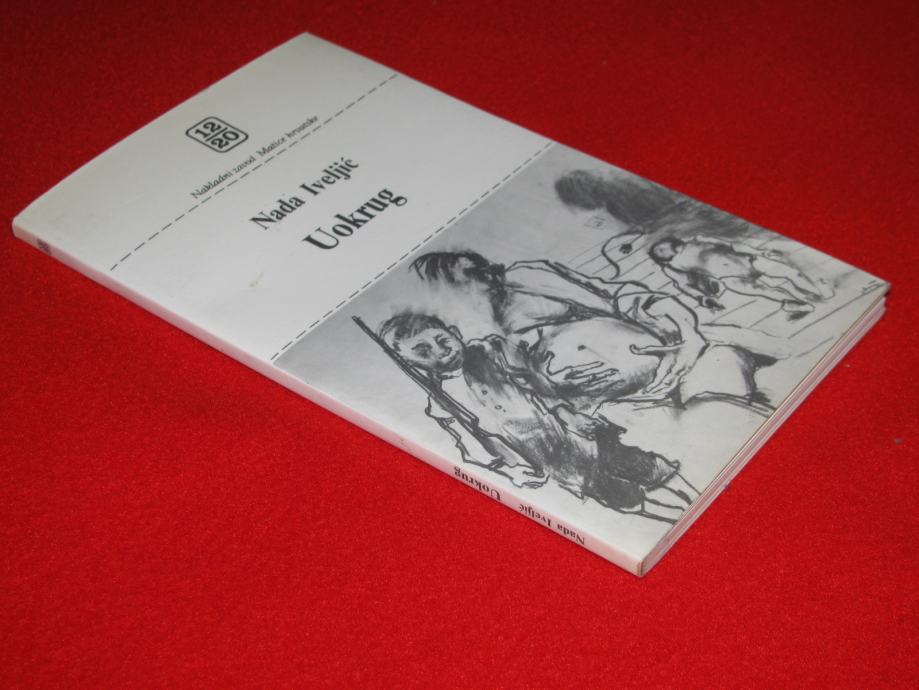 12
20
Nakladni zavod Matice hrvatske
Nada Iveljić
Uokrug
Nada Iveljić Uokrug